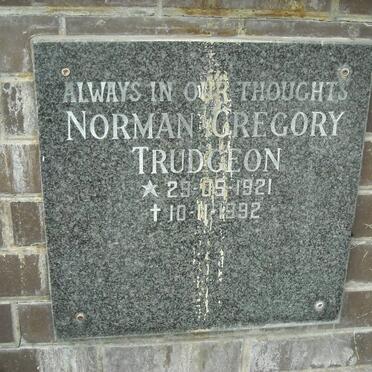 ALWAYS IN OUR THOUGHTS
NORMAN GREGORY
TRUDGEON
★ 29-05-1921
✝ 10-11-1992